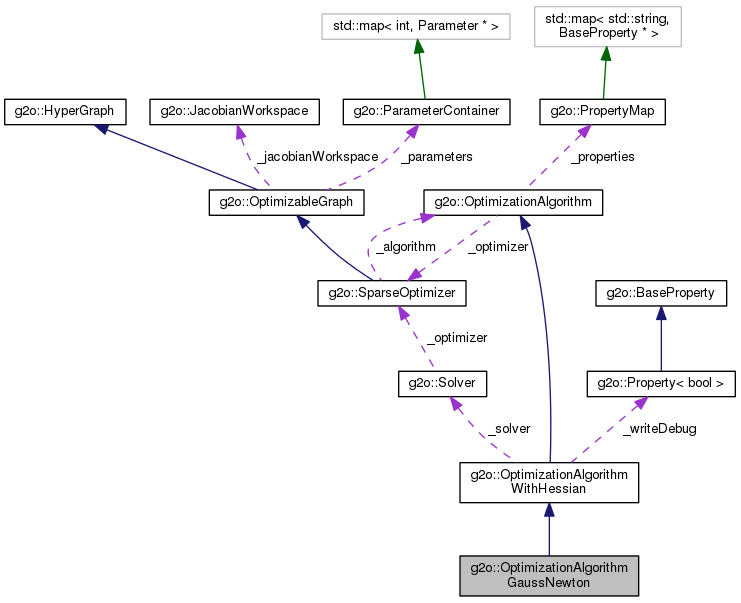 std::map< int, Parameter * >
std::map< std::string,
BaseProperty * >
g2o::HyperGraph
g2o::JacobianWorkspace
g2o::ParameterContainer
g2o::PropertyMap
_jacobianWorkspace
_parameters
_properties
g2o::OptimizableGraph
g2o::OptimizationAlgorithm
_algorithm
_optimizer
g2o::SparseOptimizer
g2o::BaseProperty
_optimizer
g2o::Solver
g2o::Property< bool >
_solver
_writeDebug
g2o::OptimizationAlgorithm
WithHessian
g2o::OptimizationAlgorithm
GaussNewton